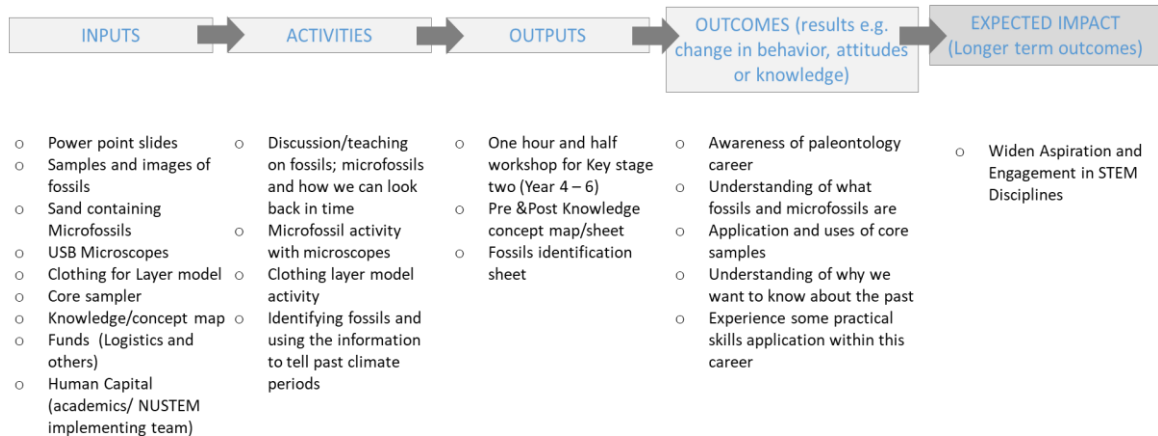 INPUTS
ACTIVITIES
OUTPUTS
OUTCOMES (results e.g.
change in behavior, attitudes
or knowledge)
EXPECTED IMPACT
(Longer term outcomes)
o Power point slides
o Samples and images of
fossils
o Sand containing
Microfossils
o USB Microscopes
o Clothing for Layer model
o Core sampler
o Knowledge/concept map
o Funds (Logistics and
others)
o Human Capital
(academics/ NUSTEM
implementing team)
o Discussion/teaching
on fossils; microfossils
and how we can look
back in time
o Microfossil activity
with microscopes
o Clothing layer model
activity
o Identifying fossils and
using the information
to tell past climate
periods
o One hour and half
workshop for Key stage
two (Year 4 – 6)
o Pre &Post Knowledge
concept map/sheet
o Fossils identification
sheet
o Awareness of paleontology
career
o Understanding of what
fossils and microfossils are
o Application and uses of core
samples
o Understanding of why we
want to know about the past
o Experience some practical
skills application within this
career
o Widen Aspiration and
Engagement in STEM
Disciplines